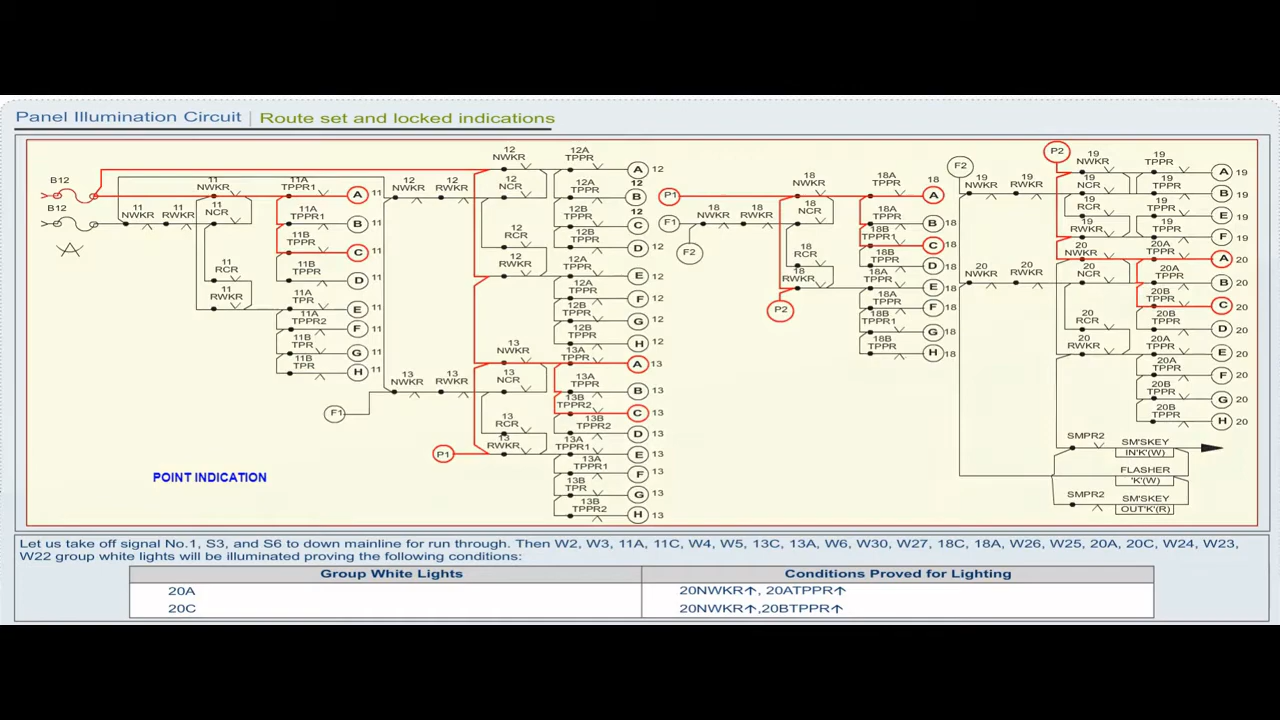 Panel Illumination Circuit | Route set and locked indications
B12
B12
11 NWKR
11 RWKR
11 NWKR
11 NCR
11 RCR
11 RWKR
11A TPPR1
11A TPPR1
11B TPPR
11B TPPR
11A TPR
11A TPPR2
11B TPR
11B TPR
A 11
B 11
C 11
D 11
E 11
F 11
G 11
H 11
F1
12 NWKR
12 RWKR
12 NWKR
12 NCR
12 RCR
12 RWKR
12A TPPR
12A TPPR
12B TPPR
12B TPPR
12A TPPR
12A TPPR
12B TPPR
12B TPPR
A 12
B 12
C 12
D 12
E 12
F 12
G 12
H 12
13 NWKR
13 RWKR
13 NWKR
13 NCR
13 RCR
13 RWKR
P1
13A TPPR
13A TPPR
13B TPPR2
13B TPPR2
13A TPPR1
13A TPPR1
13B TPR
13B TPPR2
A 13
B 13
C 13
D 13
E 13
F 13
G 13
H 13
P1
F1
F2
18 NWKR
18 RWKR
18 NWKR
18 NCR
18 RCR
18 RWKR
P2
18A TPPR
18A TPPR
18B TPPR1
18B TPPR
18A TPPR
18A TPPR
18B TPPR1
18B TPPR
A 18
B 18
C 18
D 18
E 18
F 18
G 18
H 18
F2
P2
19 NWKR
19 RWKR
19 NWKR
19 NCR
19 RCR
19 RWKR
19 TPPR
19 TPPR
19 TPPR
19 TPPR
A 19
B 19
E 19
F 19
20 NWKR
20 RWKR
20 NWKR
20 NCR
20 RCR
20 RWKR
20A TPPR
20A TPPR
20B TPPR
20B TPPR
20A TPPR
20A TPPR
20B TPPR
20B TPPR
A 20
B 20
C 20
D 20
E 20
F 20
G 20
H 20
SMPR2
SM'SKEY
IN'K'(W)
FLASHER
'K'(W)
SMPR2
SM'SKEY
OUT'K'(R)
POINT INDICATION
Let us take off signal No.1, S3, and S6 to down mainline for run through. Then W2, W3, 11A, 11C, W4, W5, 13C, 13A, W6, W30, W27, 18C, 18A, W26, W25, 20A, 20C, W24, W23,
W22 group white lights will be illuminated proving the following conditions:
Group White Lights Conditions Proved for Lighting
20A 20NWKR↑, 20ATPPR↑
20C 20NWKR↑,20BTPPR↑